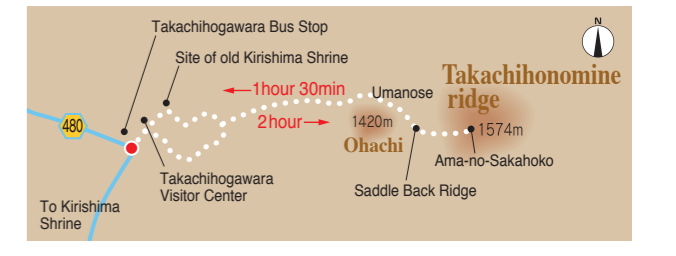 Takachihogawara Bus Stop
N
Site of old Kirishima Shrine
Takachihonomine
ridge
1hour 30min
Umanose
480
2hour
1420m
1574m
Ohachi
Ama-no-Sakahoko
Takachihogawara
Visitor Center
Saddle Back Ridge
To Kirishima
Shrine